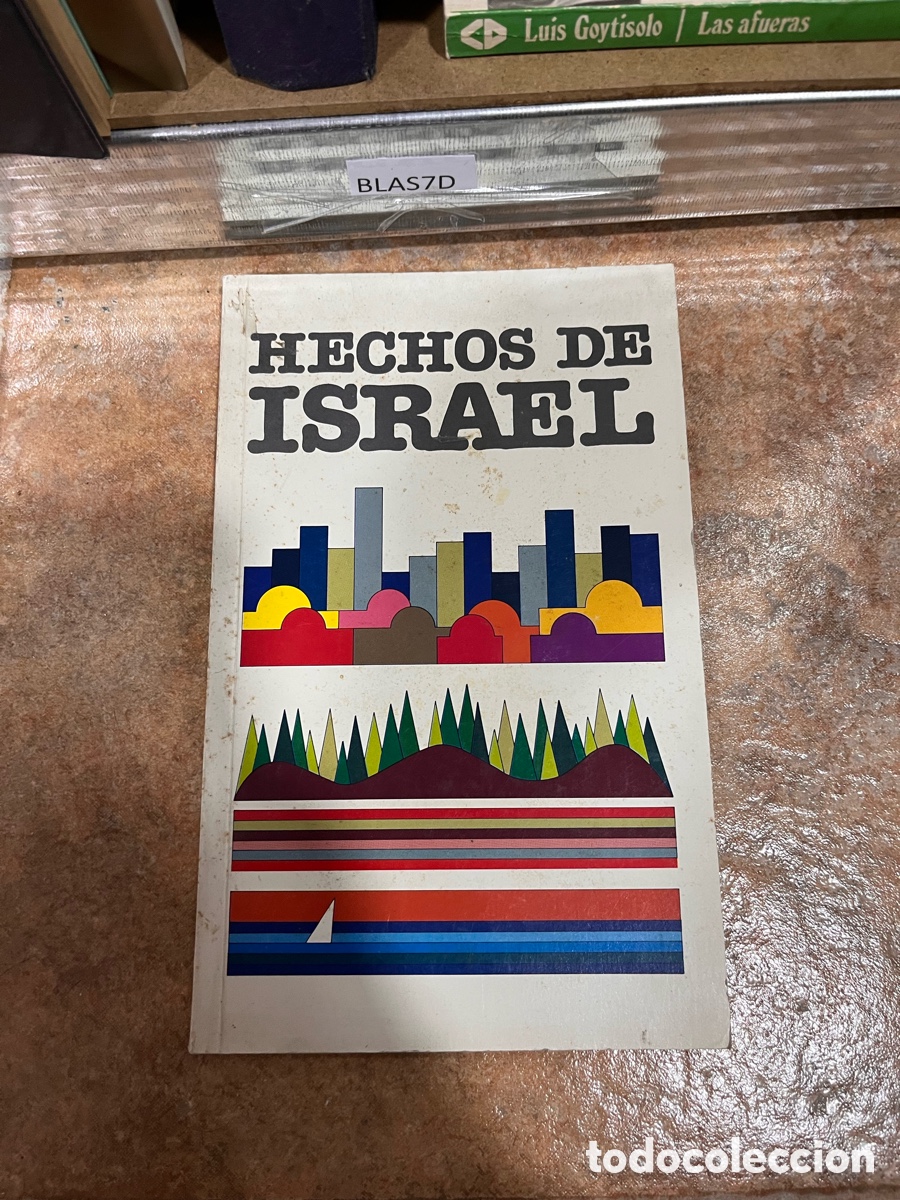 Luis Goytisolo / Las afueras
BLAS7D
HECHOS DE
ISRAEL
todocoleccion